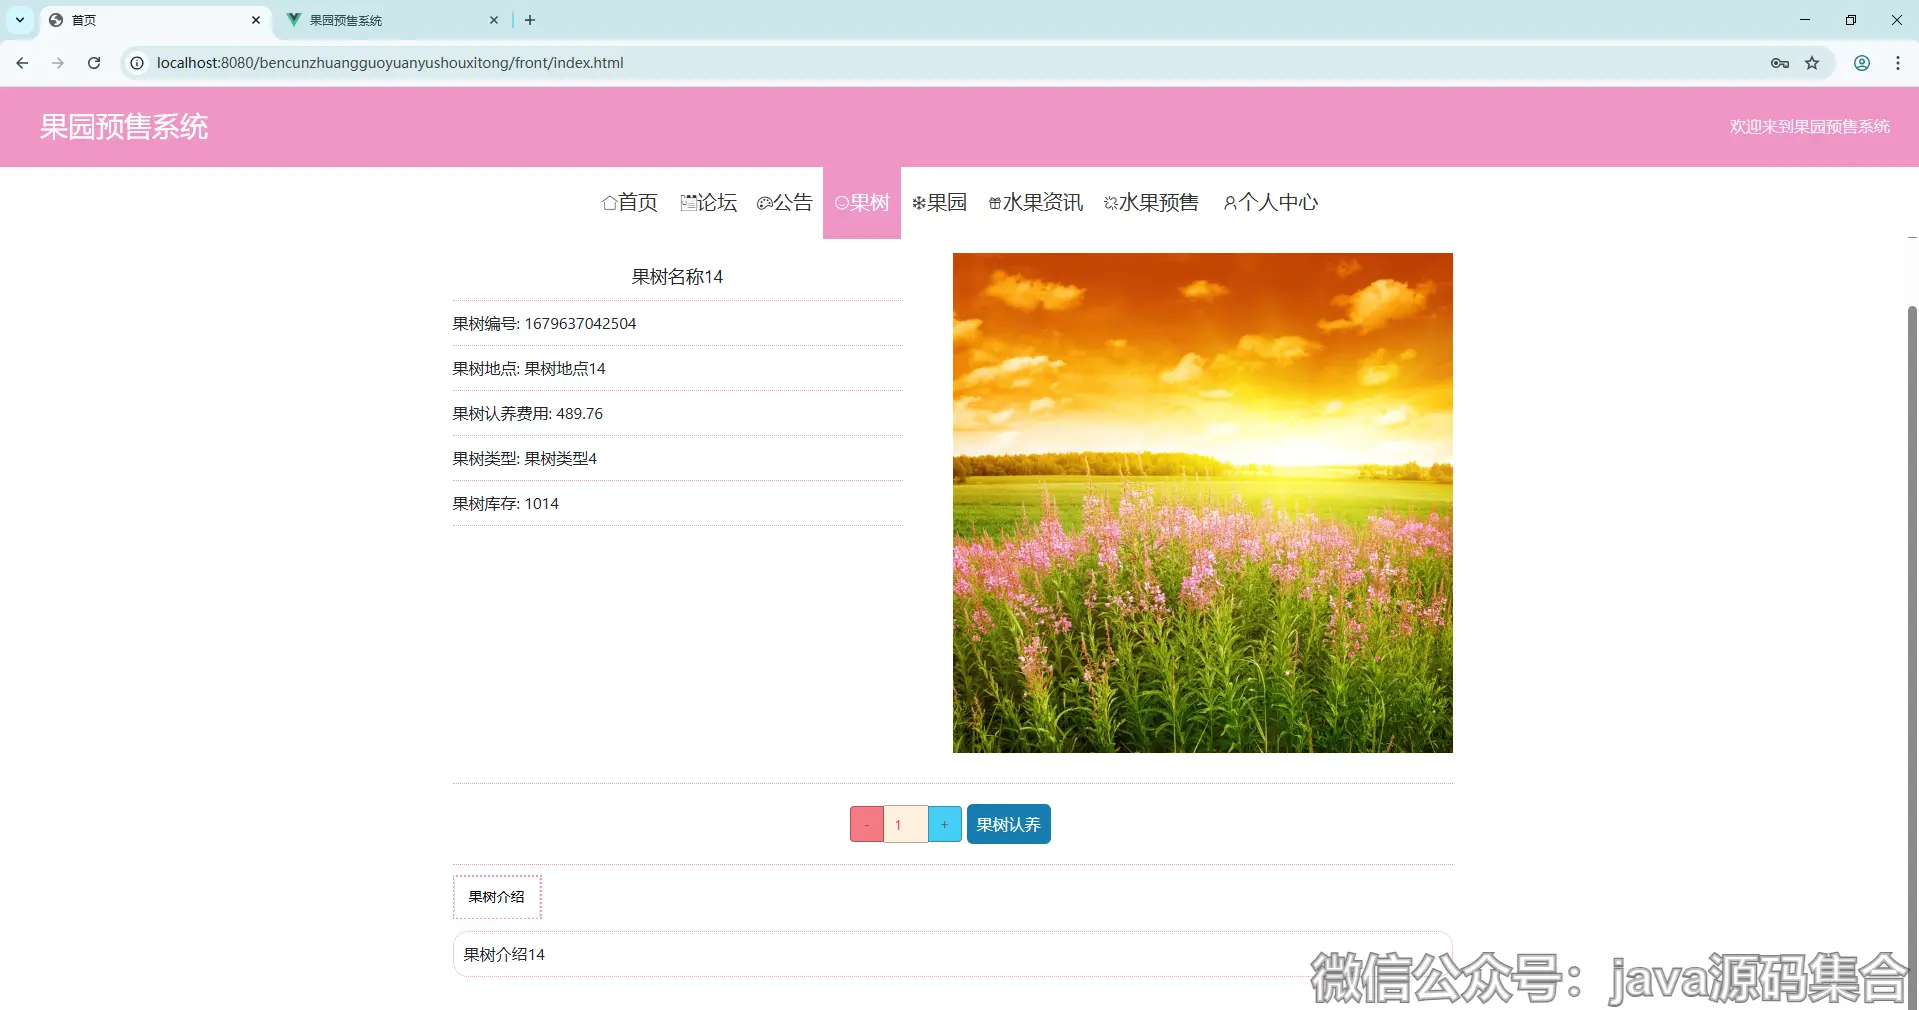 首页
果园预售系统
localhost:8080/bencunzhuangguoyuanyushouxitong/front/index.html
果园预售系统
欢迎来到果园预售系统
首页
论坛
公告
果树
果园
水果资讯
水果预售
个人中心
果树名称14
果树编号: 1679637042504
果树地点: 果树地点14
果树认养费用: 489.76
果树类型: 果树类型4
果树库存: 1014
- 1 + 果树认养
果树介绍
果树介绍14
微信公众号：java源码集合